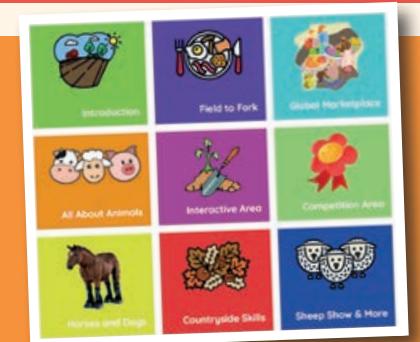 Introduction
Field to Fork
Global Marketplace
All About Animals
Interactive Area
Competition Area
Horses and Dogs
Countryside Skills
Sheep Show & More